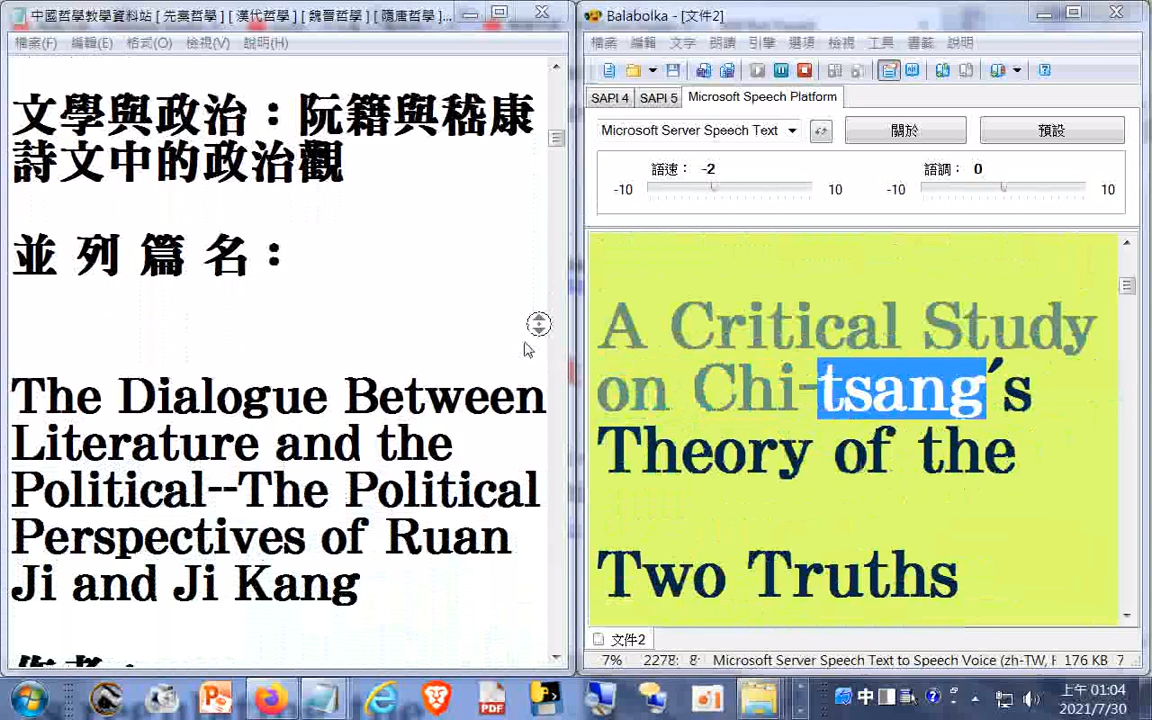 中國哲學教學資料站 [ 先秦哲學 ] [ 漢代哲學 ] [ 魏晉哲學 ] [ 隋唐哲學 ]...
檔案(F) 編輯(E) 格式(O) 檢視(V) 說明(H)
文學與政治：阮籍與嵇康
詩文中的政治觀
並 列 篇 名：
The Dialogue Between
Literature and the
Political--The Political
Perspectives of Ruan
Ji and Ji Kang
Balabolka - [文件2]
檔案 編輯 文字 朗讀 引擎 選項 檢視 工具 書籤 說明
SAPI 4 SAPI 5 Microsoft Speech Platform
Microsoft Server Speech Text 關於 預設
語速: -2 語調: 0
-10 10 -10 10
A Critical Study
on Chi-tsang´s
Theory of the
Two Truths
文件2
7% 2278: 8 Microsoft Server Speech Text to Speech Voice (zh-TW, H 176 KB 7
中 上午 01:04
2021/7/30